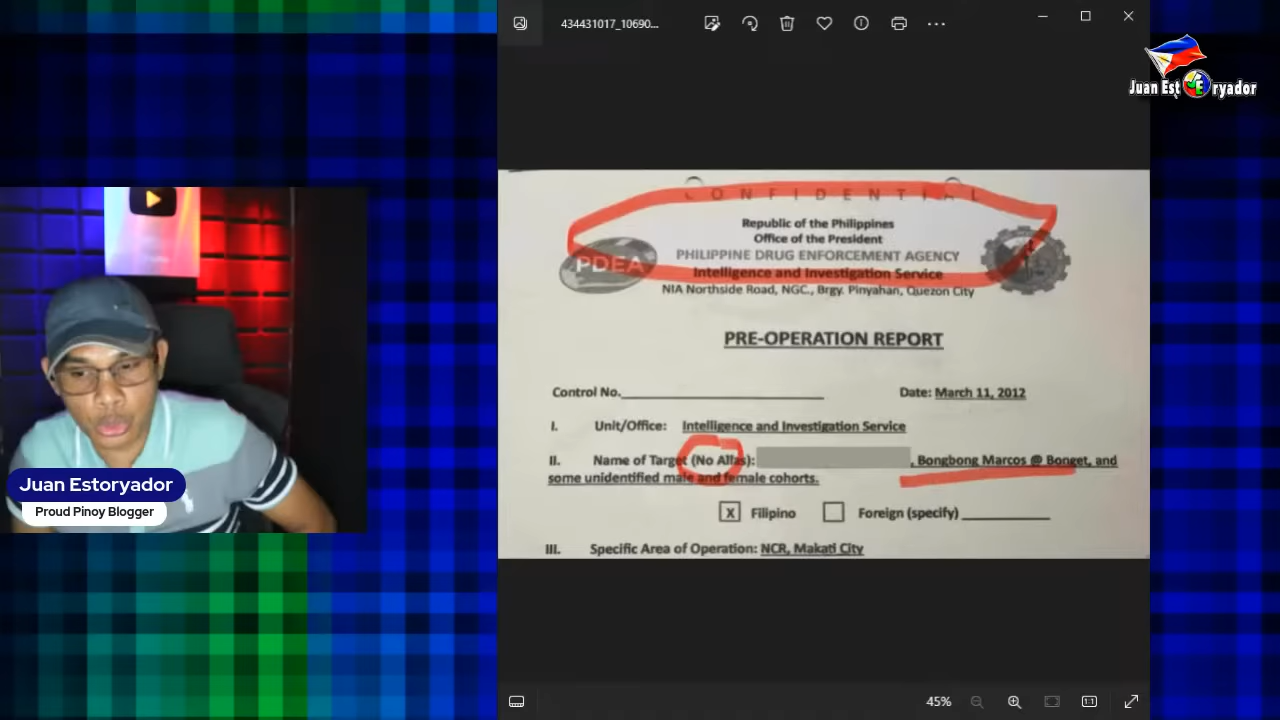 434431017_10690...
Juan Est ryador
CONFIDENTIAL
Republic of the Philippines
Office of the President
PHILIPPINE DRUG ENFORCEMENT AGENCY
PDEA
Intelligence and Investigation Service
NIA Northside Road, NGC., Brgy. Pinyahan, Quezon City
PRE-OPERATION REPORT
Control No.
Date: March 11, 2012
I. Unit/Office: Intelligence and Investigation Service
II. Name of Target (No Alias): , Bongbong Marcos @ Bonget, and
some unidentified male and female cohorts.
X Filipino Foreign (specify)
III. Specific Area of Operation: NCR, Makati City
Juan Estoryador
Proud Pinoy Blogger
45%
1:1